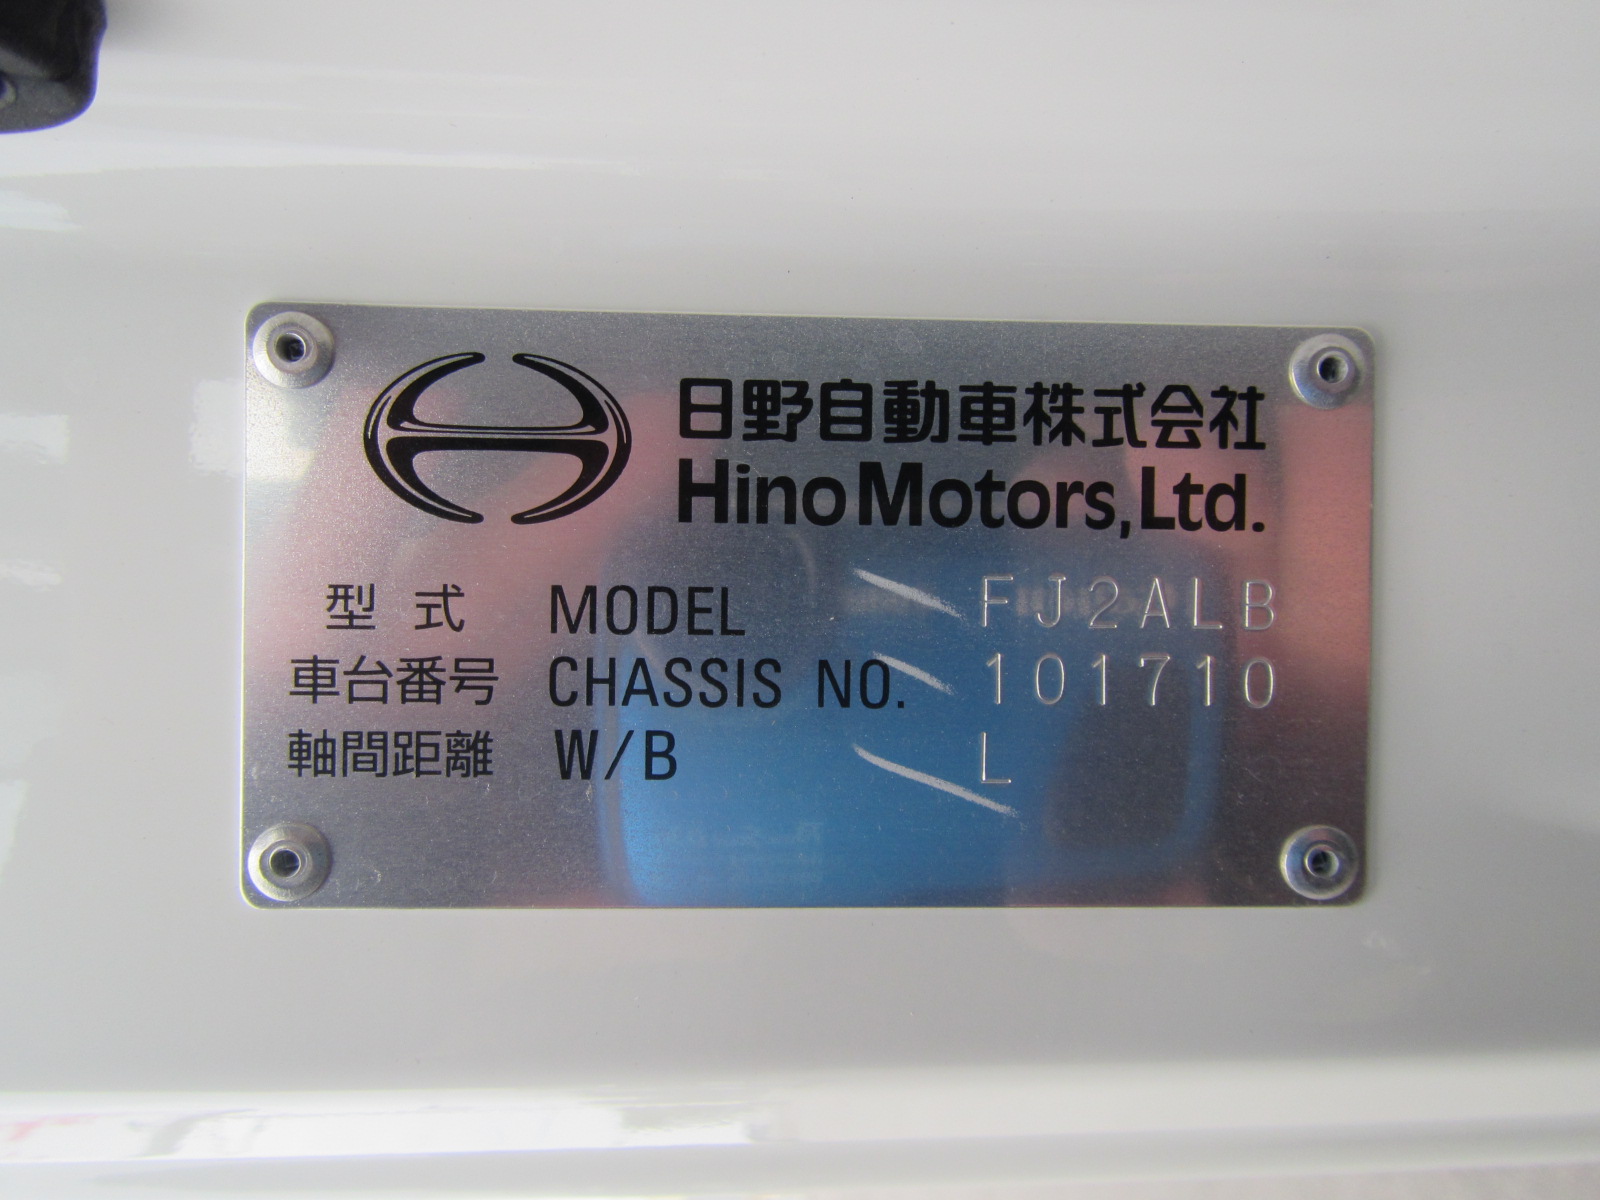 日野自動車株式会社
Hino Motors, Ltd.
型式 MODEL FJ2ALB
車台番号 CHASSIS NO. 101710
軸間距離 W/B L